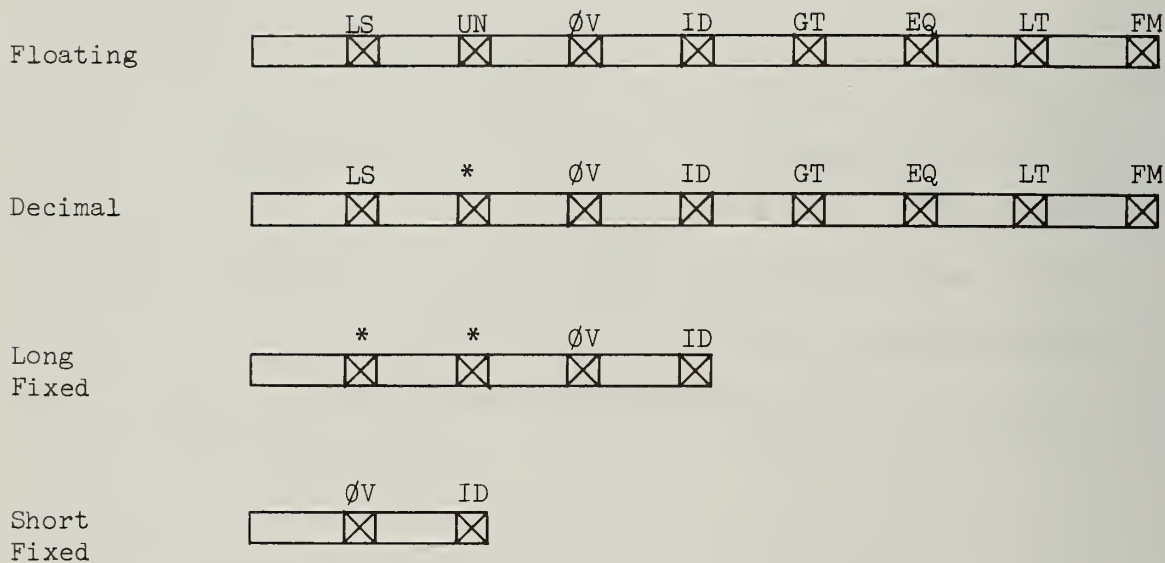 LS UN ØV ID GT EQ LT FM
Floating
LS * ØV ID GT EQ LT FM
Decimal
* * ØV ID
Long
Fixed
ØV ID
Short
Fixed